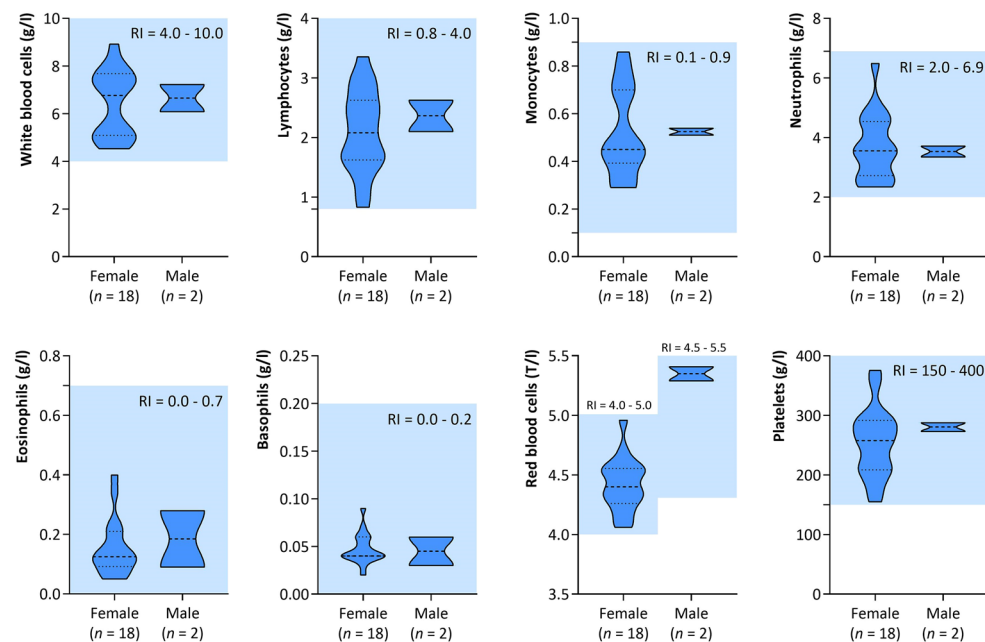 White blood cells (g/l)
10
8
6
4
2
0
RI = 4.0 - 10.0
Female
(n = 18)
Male
(n = 2)
Lymphocytes (g/l)
4
3
2
1
0
RI = 0.8 - 4.0
Female
(n = 18)
Male
(n = 2)
Monocytes (g/l)
1.0
0.8
0.6
0.4
0.2
0.0
RI = 0.1 - 0.9
Female
(n = 18)
Male
(n = 2)
Neutrophils (g/l)
8
6
4
2
0
RI = 2.0 - 6.9
Female
(n = 18)
Male
(n = 2)
Eosinophils (g/l)
0.8
0.6
0.4
0.2
0.0
RI = 0.0 - 0.7
Female
(n = 18)
Male
(n = 2)
Basophils (g/l)
0.25
0.20
0.15
0.10
0.05
0.00
RI = 0.0 - 0.2
Female
(n = 18)
Male
(n = 2)
Red blood cells (T/l)
5.5
5.0
4.5
4.0
3.5
RI = 4.5 - 5.5
RI = 4.0 - 5.0
Female
(n = 18)
Male
(n = 2)
Platelets (g/l)
400
300
200
100
0
RI = 150 - 400
Female
(n = 18)
Male
(n = 2)